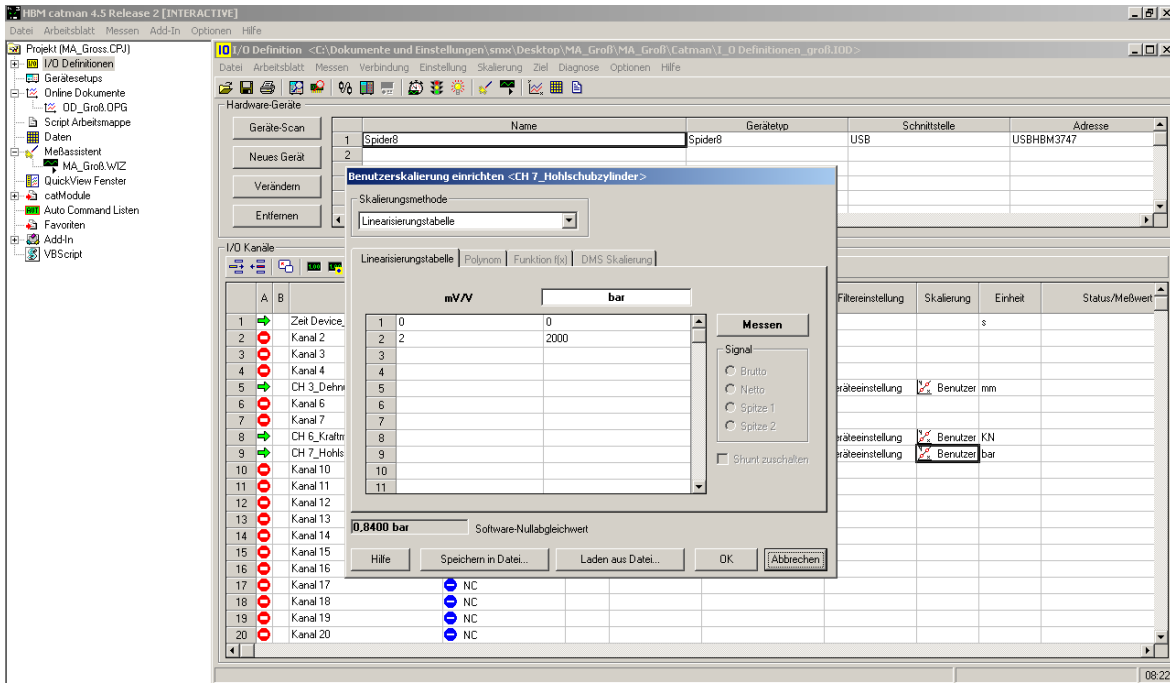 HBM catman 4.5 Release 2 [INTERACTIVE]
Datei Arbeitsblatt Messen Add-In Optionen Hilfe
Projekt (MA_Gross.CPJ)
I/O Definitionen
Gerätesetups
Online Dokumente
OD_Groß.OPG
Script Arbeitsmappe
Daten
Meßassistent
MA_Groß.WIZ
QuickView Fenster
catModule
Auto Command Listen
Favoriten
Add-In
VBScript
I/O Definition <C:\Dokumente und Einstellungen\smx\Desktop\MA_Groß\MA_Groß\Catman\I_O Definitionen_groß.IOD>
Datei Arbeitsblatt Messen Verbindung Einstellung Skalierung Ziel Diagnose Optionen Hilfe
Hardware-Geräte
Geräte-Scan
Neues Gerät
Verändern
Entfernen
Name Gerätetyp Schnittstelle Adresse
1 Spider8 Spider8 USB USBHBM3747
2
I/O Kanäle
A B Filtereinstellung Skalierung Einheit Status/Meßwert
1 Zeit Device_ s
2 Kanal 2
3 Kanal 3
4 Kanal 4
5 CH 3_Dehnu eräteeinstellung Benutzer mm
6 Kanal 6
7 Kanal 7
8 CH 6_Kraftm eräteeinstellung Benutzer KN
9 CH 7_Hohls eräteeinstellung Benutzer bar
10 Kanal 10
11 Kanal 11
12 Kanal 12
13 Kanal 13
14 Kanal 14
15 Kanal 15
16 Kanal 16
17 Kanal 17 NC
18 Kanal 18 NC
19 Kanal 19 NC
20 Kanal 20 NC
Benutzerskalierung einrichten <CH 7_Hohlschubzylinder>
Skalierungsmethode
Linearisierungstabelle
Linearisierungstabelle Polynom Funktion f(x) DMS Skalierung
mV/V bar
1 0 0
2 2 2000
3
4
5
6
7
8
9
10
11
Messen
Signal
Brutto
Netto
Spitze 1
Spitze 2
Shunt zuschalten
0,8400 bar Software-Nullabgleichwert
Hilfe Speichern in Datei... Laden aus Datei... OK Abbrechen
08:22